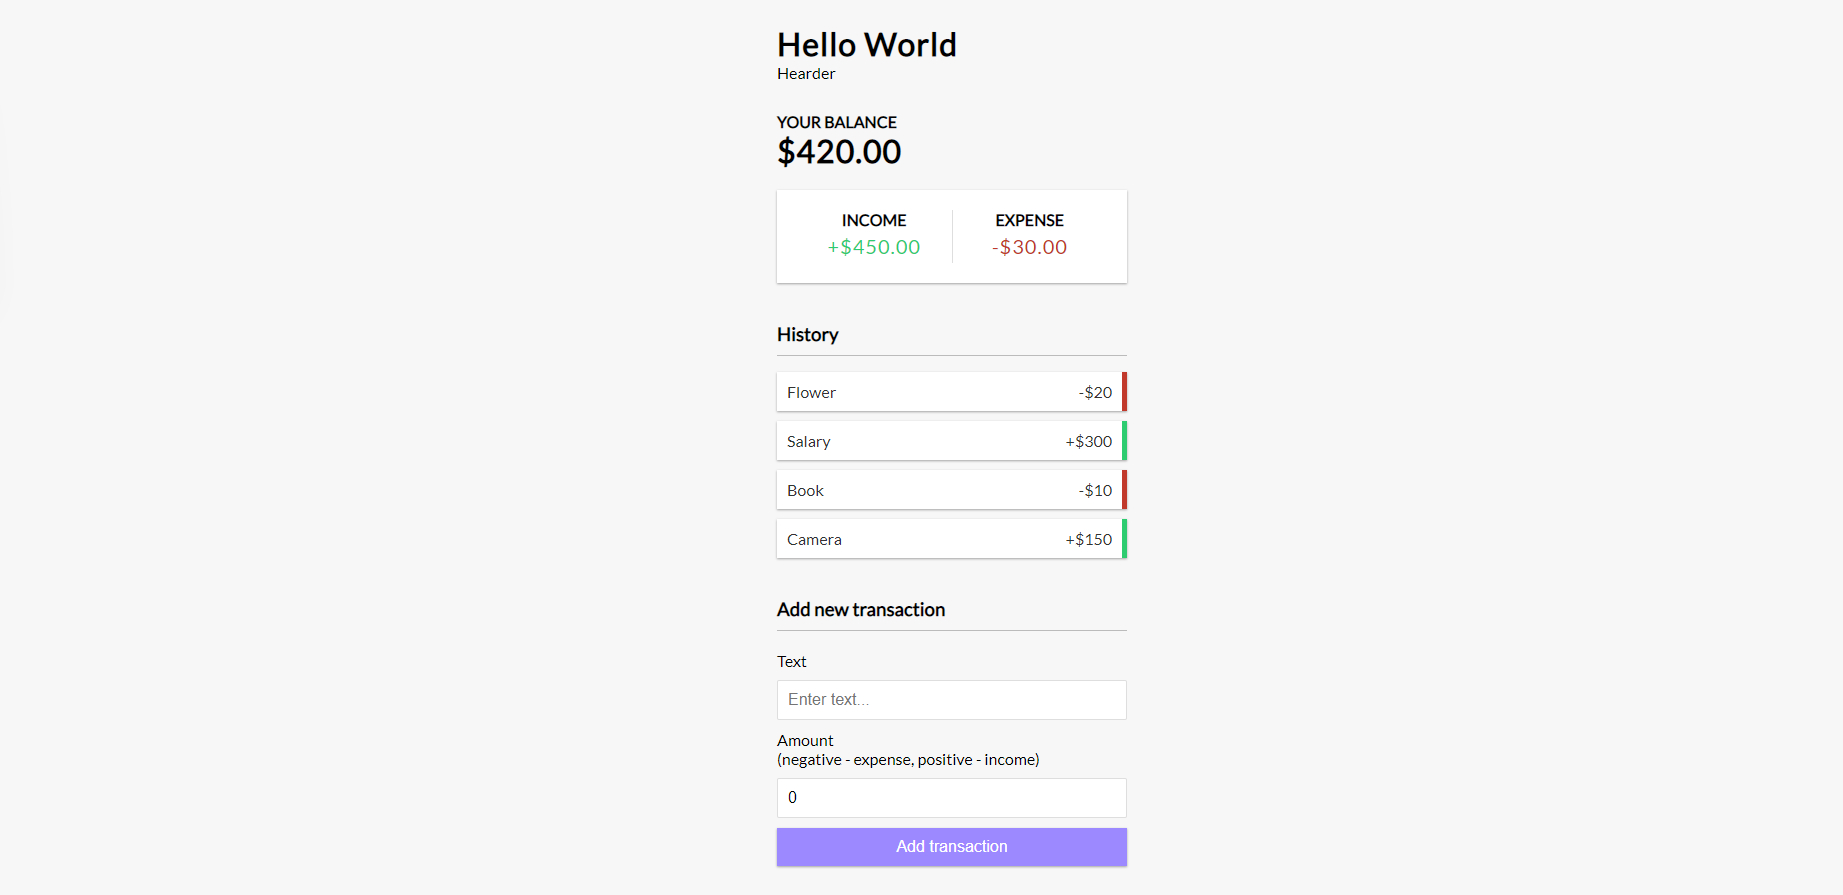 Hello World
Hearder
YOUR BALANCE
$420.00
INCOME
+$450.00
EXPENSE
-$30.00
History
Flower -$20
Salary +$300
Book -$10
Camera +$150
Add new transaction
Text
Enter text...
Amount
(negative - expense, positive - income)
0
Add transaction